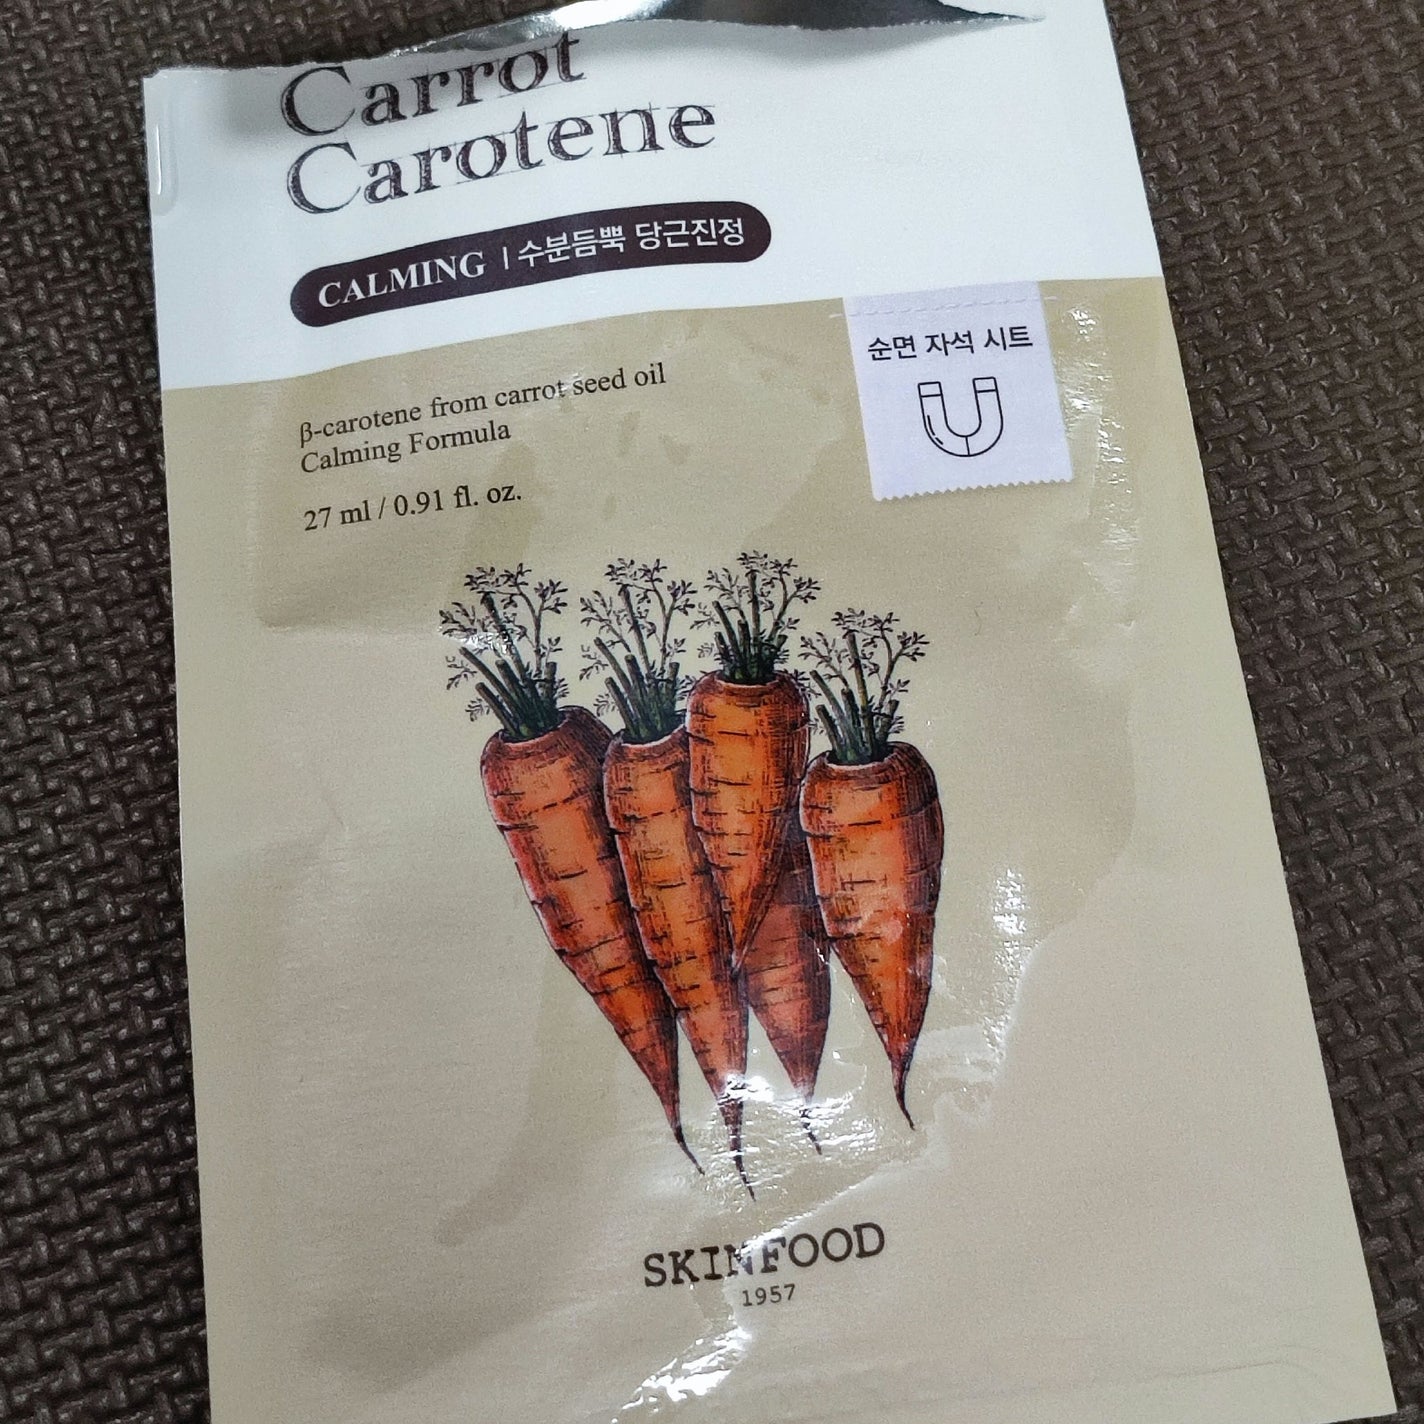 Carrot
Carotene
CALMING | 수분듬뿍 당근진정
순면 자석 시트
β-carotene from carrot seed oil
Calming Formula
27 ml / 0.91 fl. oz.
SKINFOOD
1957